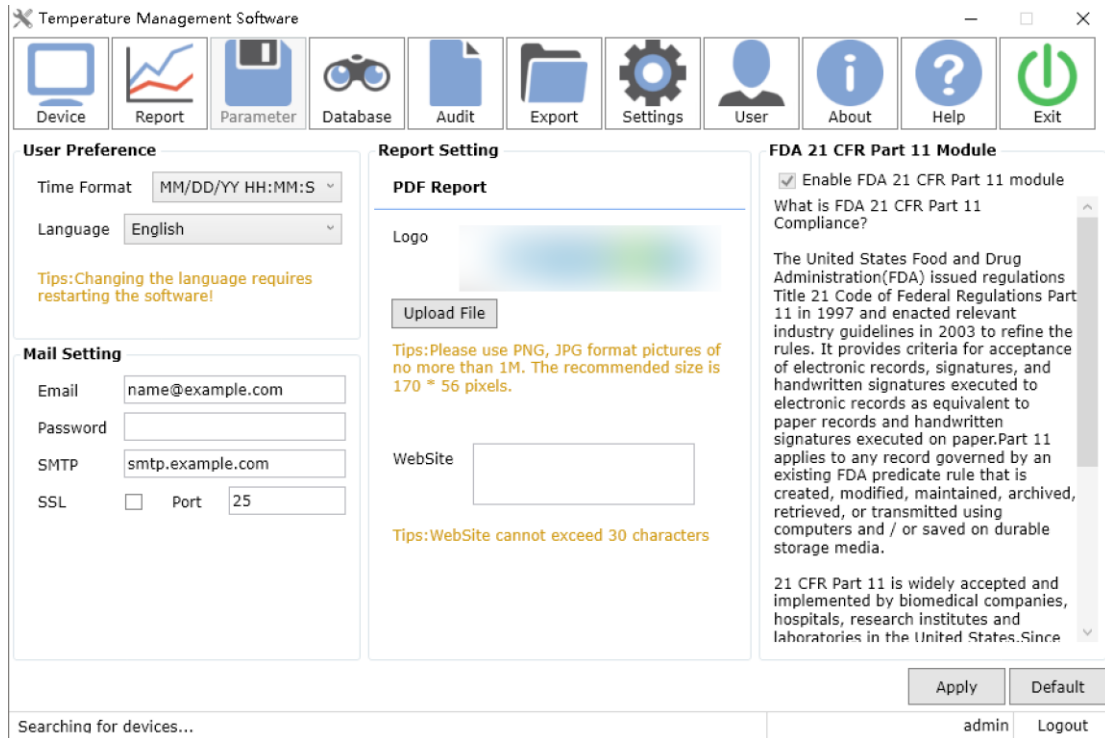 Temperature Management Software
Device
Report
Parameter
Database
Audit
Export
Settings
User
About
Help
Exit
User Preference
Time Format
MM/DD/YY HH:MM:S
Language
English
Tips:Changing the language requires
restarting the software!
Mail Setting
Email
name@example.com
Password
SMTP
smtp.example.com
SSL
Port
25
Report Setting
PDF Report
Logo
Upload File
Tips:Please use PNG, JPG format pictures of
no more than 1M. The recommended size is
170 * 56 pixels.
WebSite
Tips:WebSite cannot exceed 30 characters
FDA 21 CFR Part 11 Module
Enable FDA 21 CFR Part 11 module
What is FDA 21 CFR Part 11
Compliance?
The United States Food and Drug
Administration(FDA) issued regulations
Title 21 Code of Federal Regulations Part
11 in 1997 and enacted relevant
industry guidelines in 2003 to refine the
rules. It provides criteria for acceptance
of electronic records, signatures, and
handwritten signatures executed to
electronic records as equivalent to
paper records and handwritten
signatures executed on paper.Part 11
applies to any record governed by an
existing FDA predicate rule that is
created, modified, maintained, archived,
retrieved, or transmitted using
computers and / or saved on durable
storage media.
21 CFR Part 11 is widely accepted and
implemented by biomedical companies,
hospitals, research institutes and
laboratories in the United States.Since
Apply
Default
Searching for devices...
admin
Logout